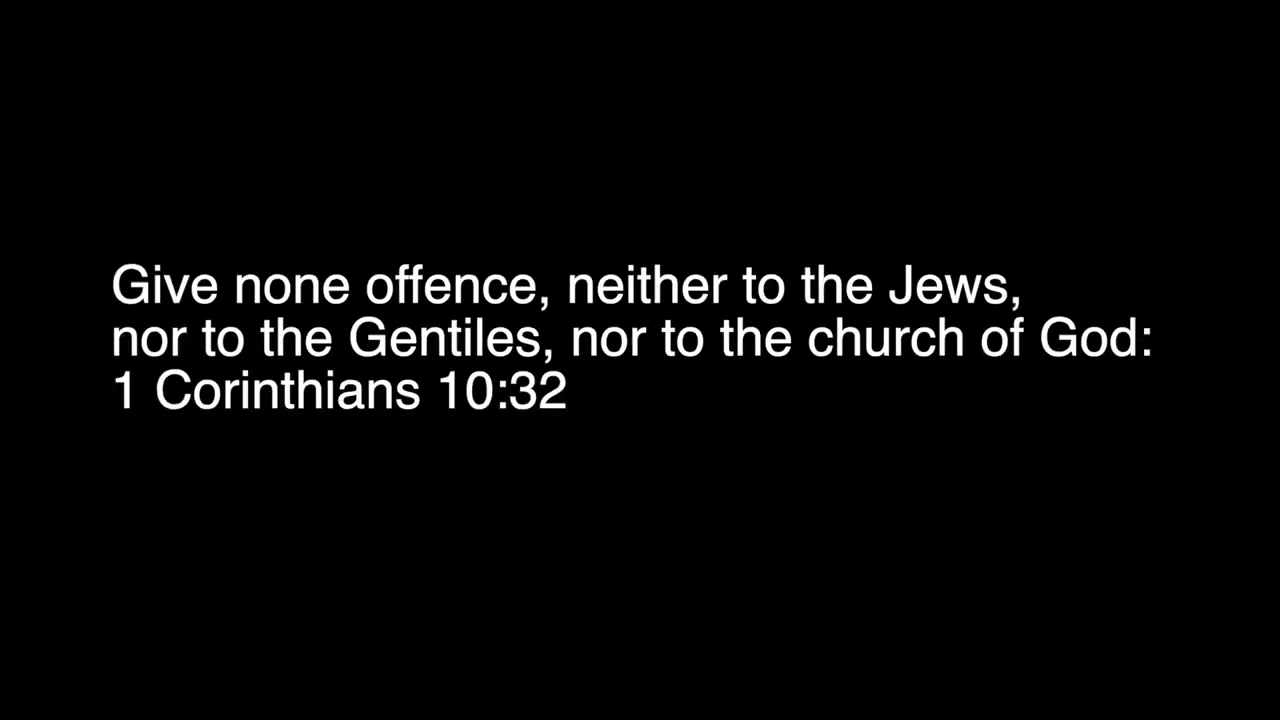 Give none offence, neither to the Jews,
nor to the Gentiles, nor to the church of God:
1 Corinthians 10:32